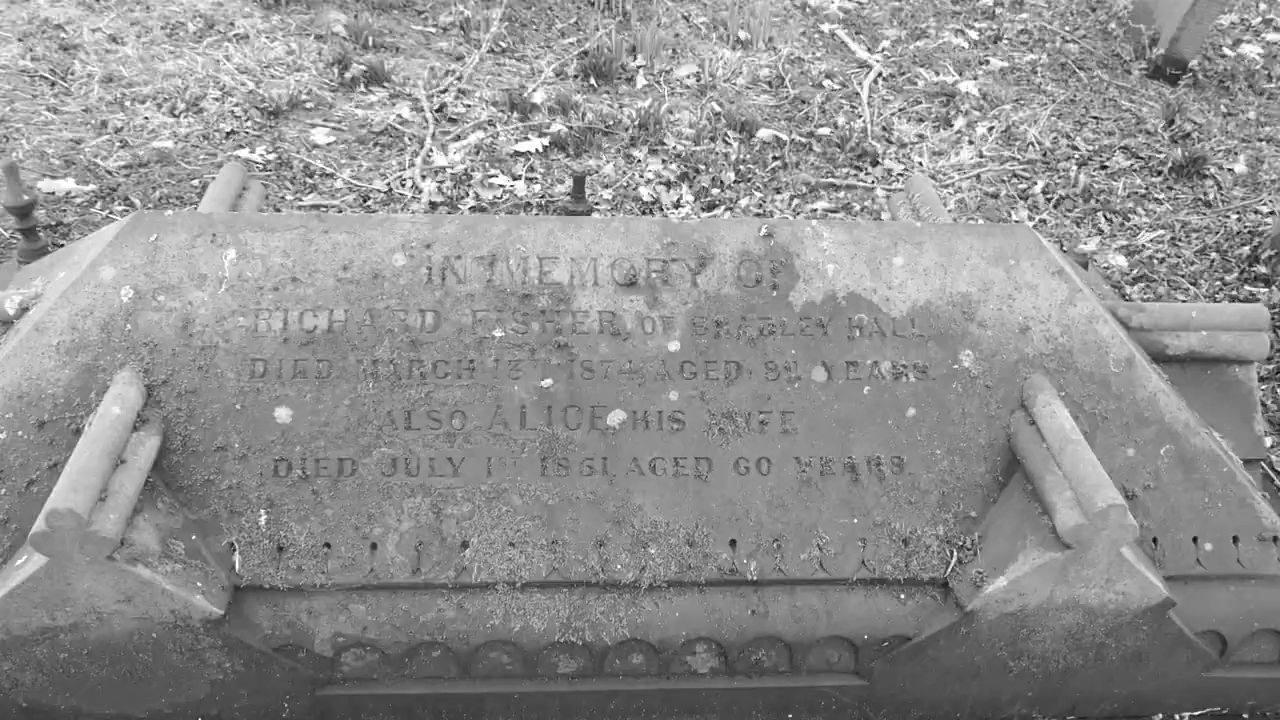 IN MEMORY OF
RICHARD FISHER, OF BRADLEY HALL,
DIED MARCH 13TH 1874, AGED YEARS.
ALSO ALICE, HIS WIFE
DIED JULY 1861, AGED 60 YEARS.